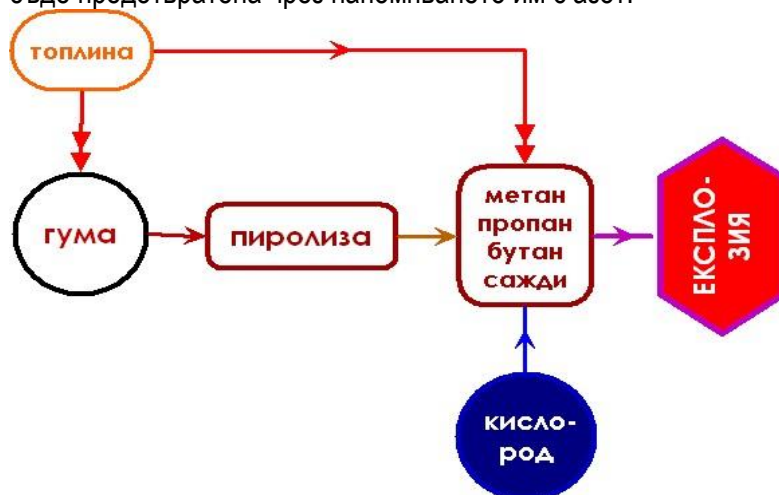 топлина
гума
пиролиза
метан
пропан
бутан
сажди
ЕКСПЛО-
ЗИЯ
кисло-
род